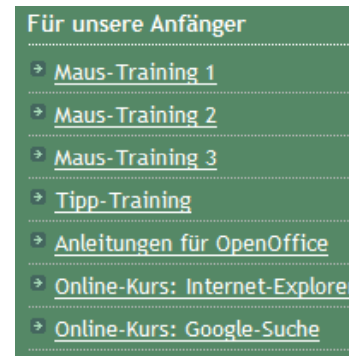 Für unsere Anfänger
Maus-Training 1
Maus-Training 2
Maus-Training 3
Tipp-Training
Anleitungen für OpenOffice
Online-Kurs: Internet-Explore
Online-Kurs: Google-Suche